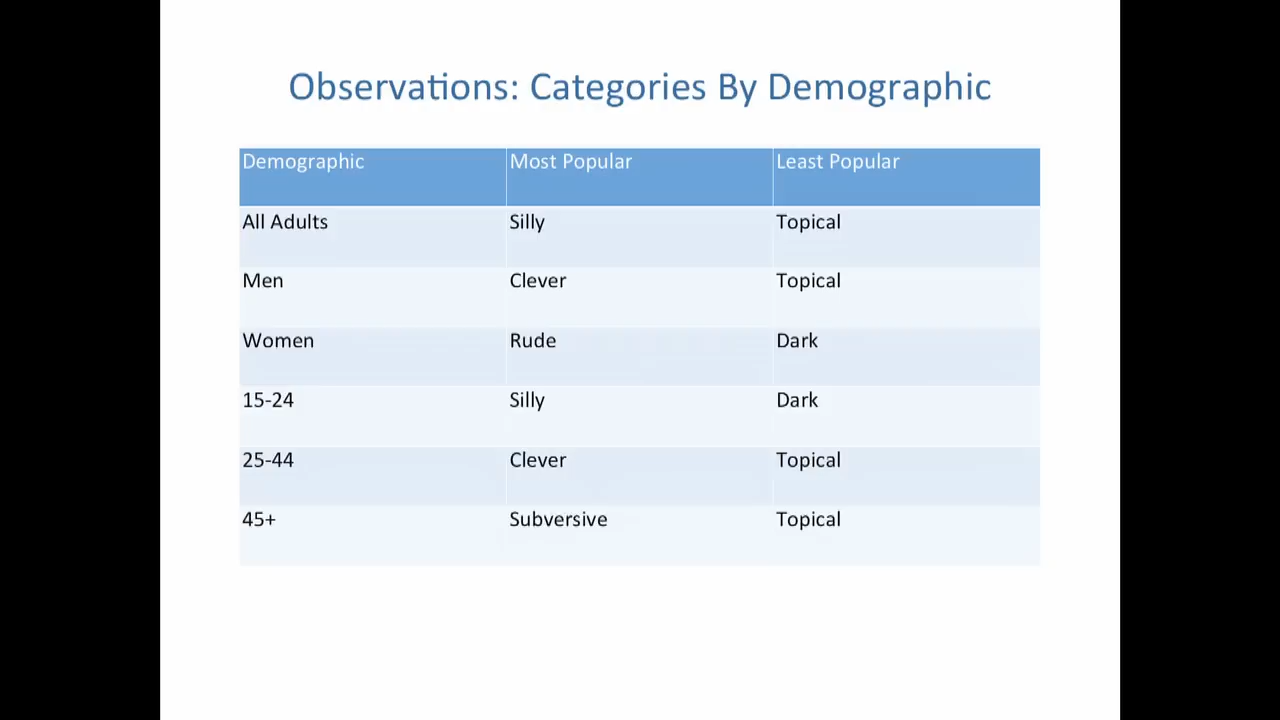 Observations: Categories By Demographic
Demographic Most Popular Least Popular
All Adults Silly Topical
Men Clever Topical
Women Rude Dark
15-24 Silly Dark
25-44 Clever Topical
45+ Subversive Topical